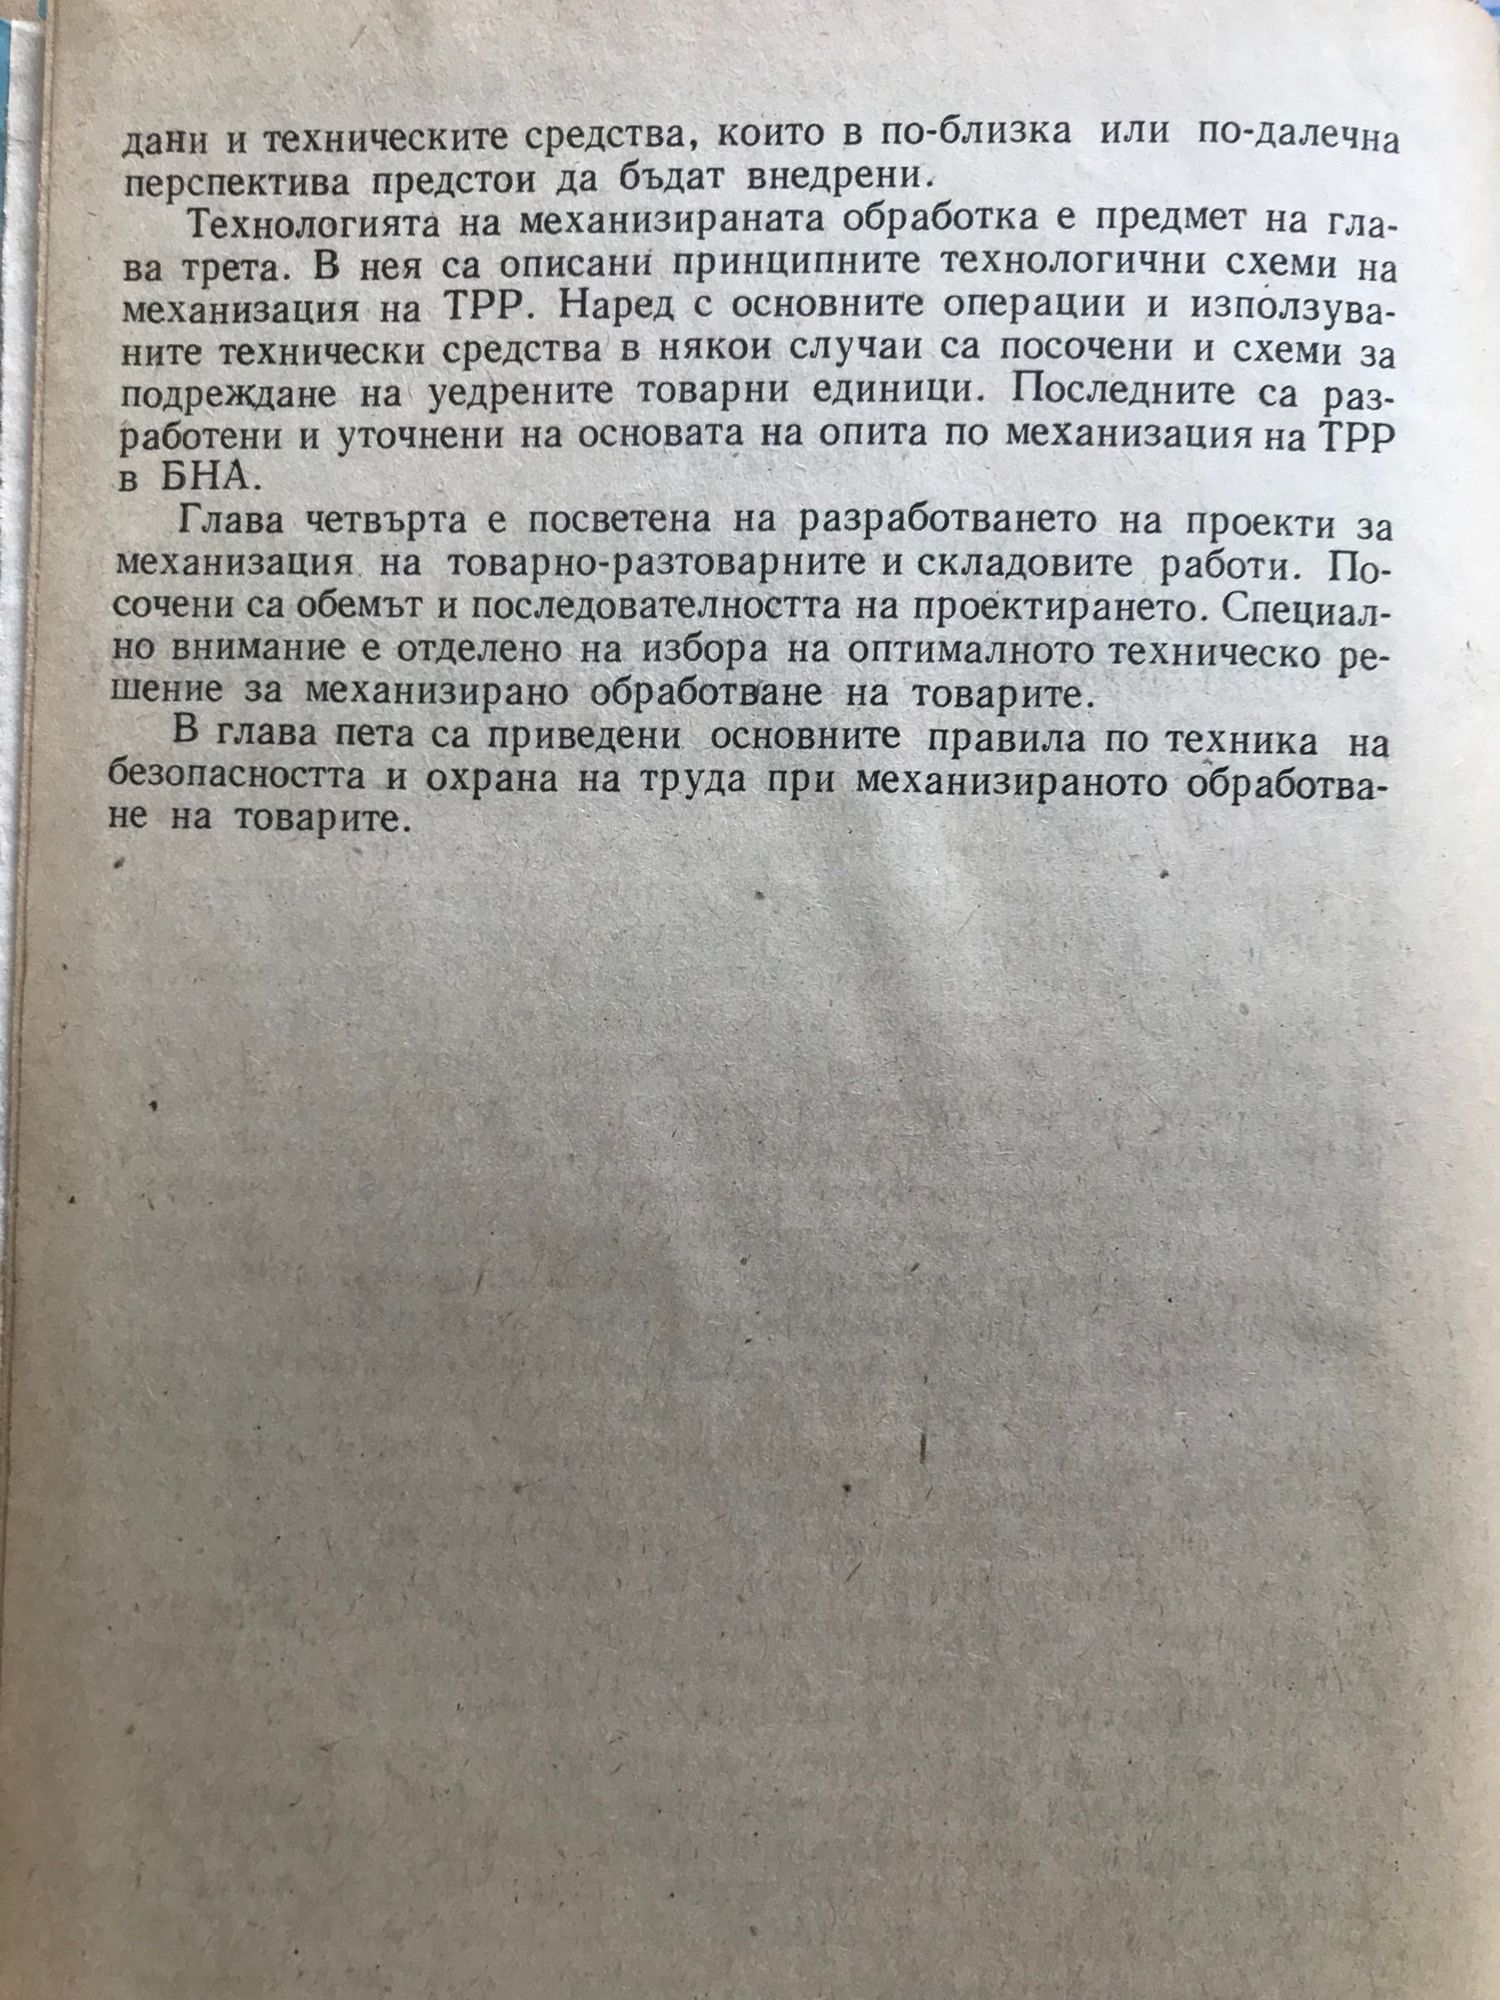 дани и техническите средства, които в по-близка или по-далечна
перспектива предстои да бъдат внедрени.
Технологията на механизираната обработка е предмет на гла-
ва трета. В нея са описани принципните технологични схеми на
механизация на ТРР. Наред с основните операции и използува-
ните технически средства в някои случаи са посочени и схеми за
подреждане на уедрените товарни единици. Последните са раз-
работени и уточнени на основата на опита по механизация на ТРР
в БНА.
Глава четвърта е посветена на разработването на проекти за
механизация на товарно-разтоварните и складовите работи. По-
сочени са обемът и последователността на проектирането. Специал-
но внимание е отделено на избора на оптималното техническо ре-
шение за механизирано обработване на товарите.
В глава пета са приведени основните правила по техника на
безопасността и охрана на труда при механизираното обработва-
не на товарите.